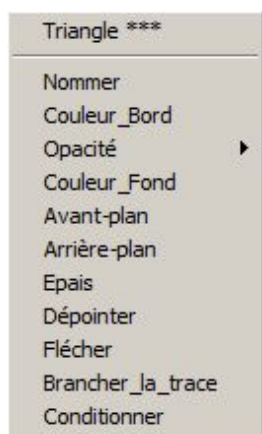 Triangle ***
Nommer
Couleur_Bord
Opacité
Couleur_Fond
Avant-plan
Arrière-plan
Epais
Dépointer
Flécher
Brancher_la_trace
Conditionner